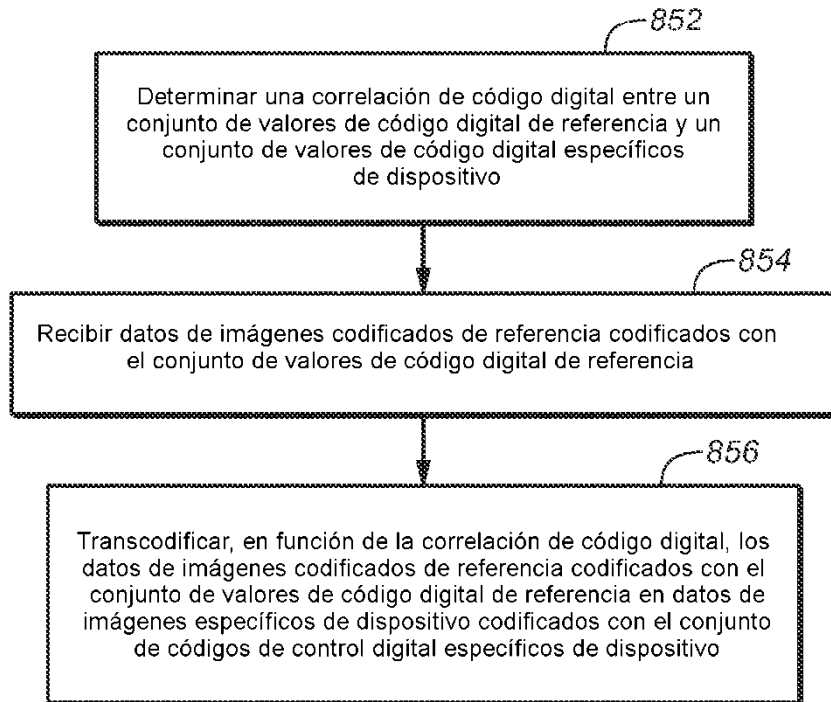 852
Determinar una correlación de código digital entre un
conjunto de valores de código digital de referencia y un
conjunto de valores de código digital específicos
de dispositivo
854
Recibir datos de imágenes codificados de referencia codificados con
el conjunto de valores de código digital de referencia
856
Transcodificar, en función de la correlación de código digital, los
datos de imágenes codificados de referencia codificados con el
conjunto de valores de código digital de referencia en datos de
imágenes específicos de dispositivo codificados con el conjunto
de códigos de control digital específicos de dispositivo